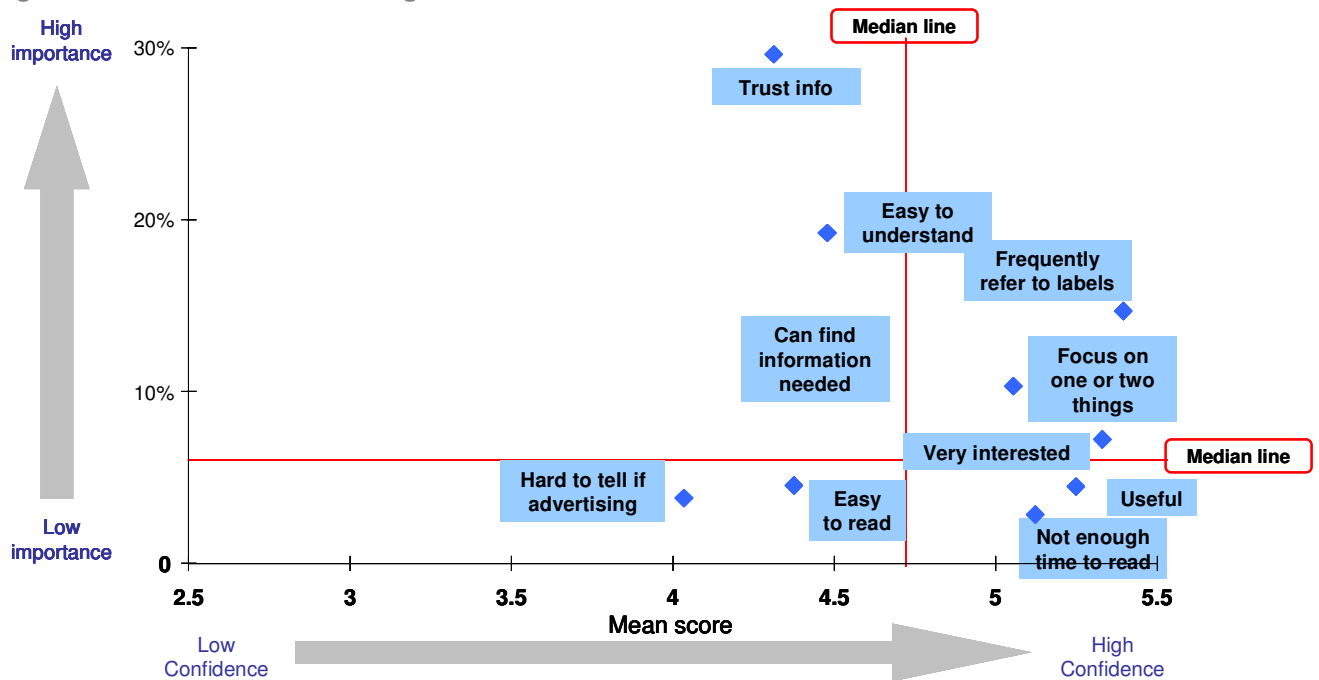 High
importance
Median line
30%
Trust info
20%
Easy to
understand
Frequently
refer to labels
Can find
information
needed
Focus on
one or two
things
10%
Very interested
Median line
Hard to tell if
advertising
Easy
to read
Useful
Not enough
time to read
Low
importance
0
2.5 3 3.5 4 4.5 5 5.5
Mean score
Low
Confidence
High
Confidence